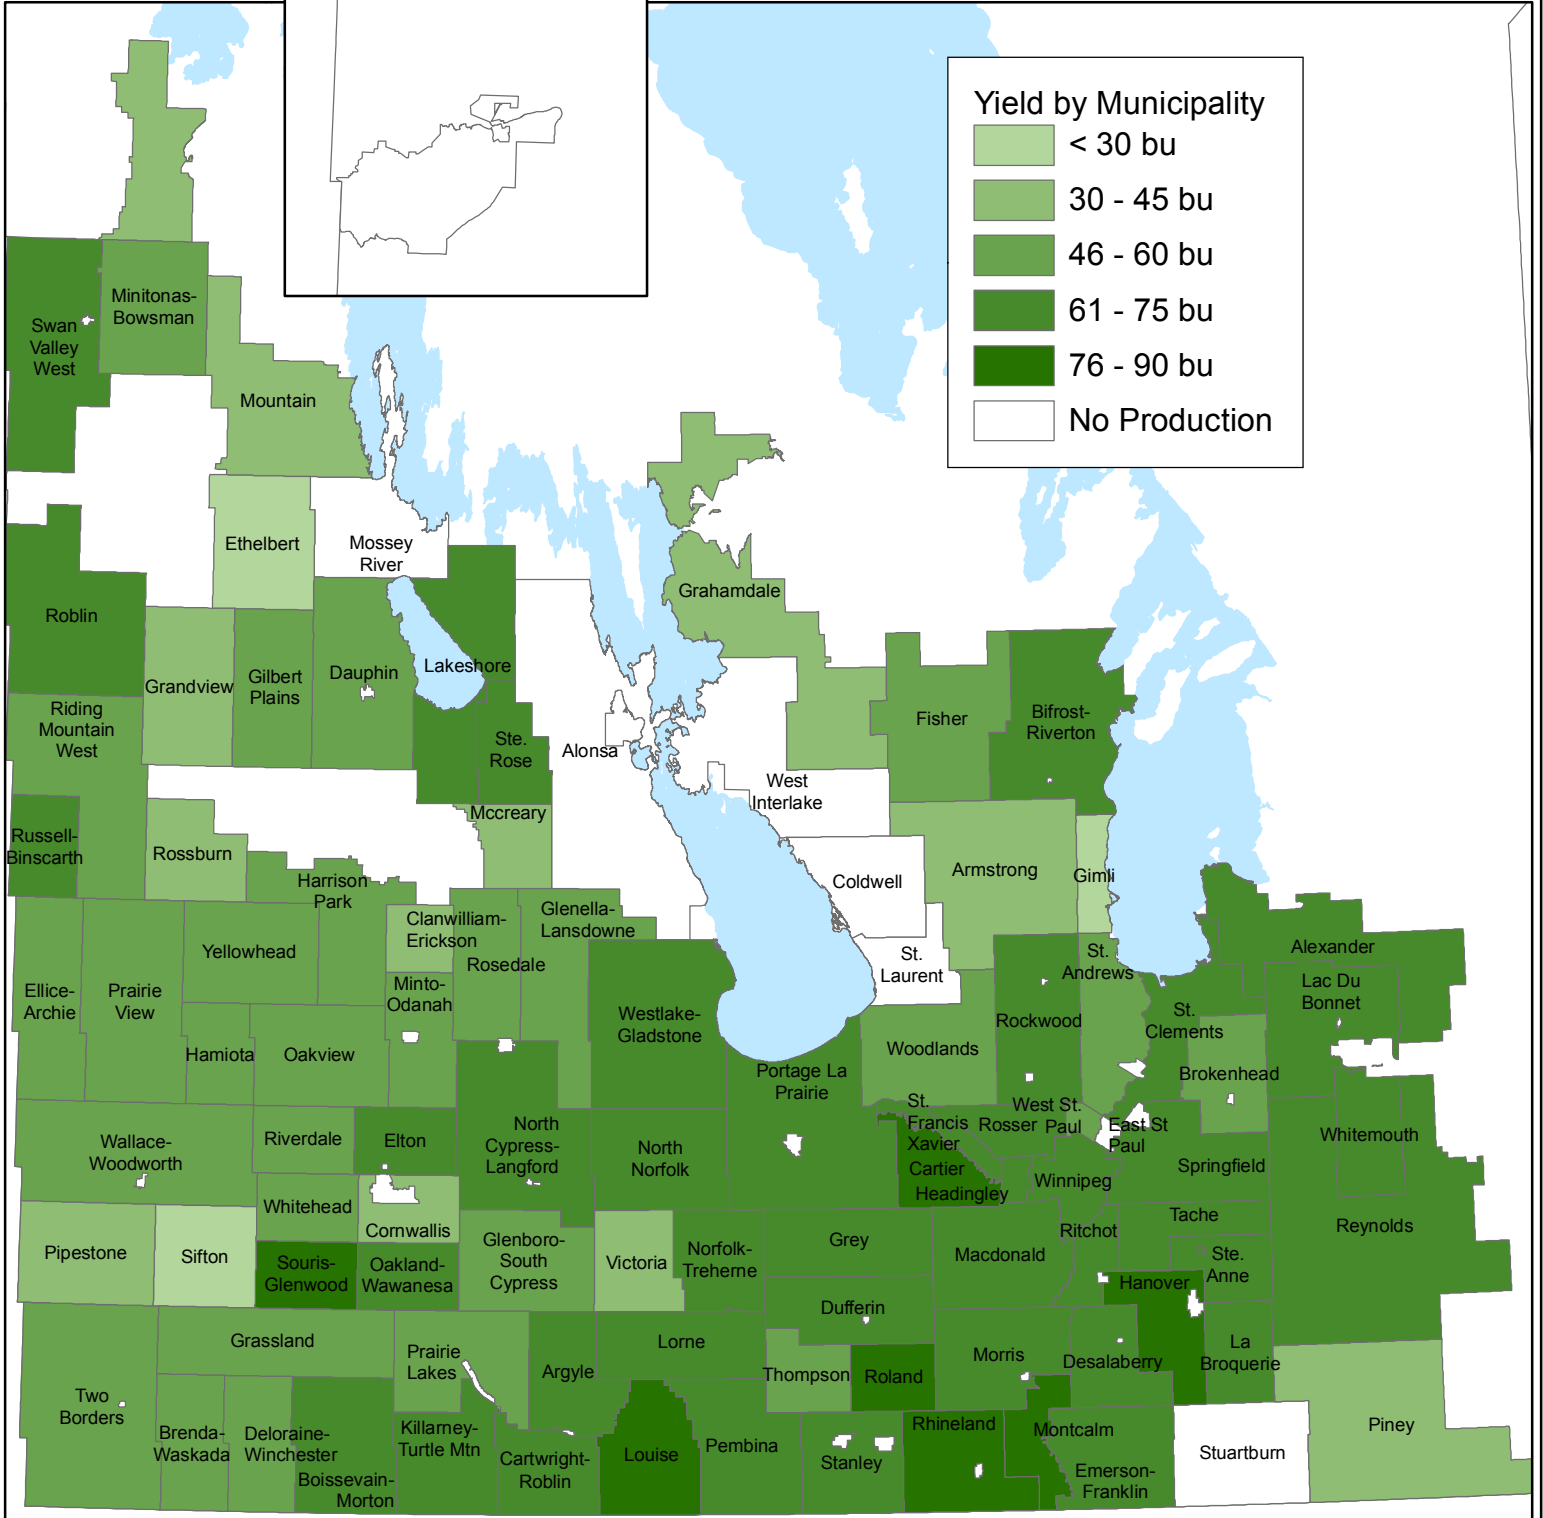 Yield by Municipality
< 30 bu
30 - 45 bu
46 - 60 bu
61 - 75 bu
76 - 90 bu
No Production
Minitonas-
Bowsman
Swan
Valley
West
Mountain
Ethelbert
Mossey
River
Roblin
Grandview
Gilbert
Plains
Dauphin
Lakeshore
Grahamdale
Riding
Mountain
West
Ste.
Rose
Alonsa
Fisher
Bifrost-
Riverton
West
Interlake
Mccreary
Russell-
Binscarth
Rossburn
Harrison
Park
Coldwell
Armstrong
Gimli
Clanwilliam-
Erickson
Glenella-
Lansdowne
Yellowhead
Rosedale
St.
Laurent
St.
Andrews
Alexander
Ellice-
Archie
Prairie
View
Minto-
Odanah
Lac Du
Bonnet
Westlake-
Gladstone
Rockwood
St.
Clements
Hamiota
Oakview
Woodlands
Portage La
Prairie
Brokenhead
St.
Francis
Xavier
Rosser
West St.
Paul
East St
Paul
Wallace-
Woodworth
Riverdale
Elton
North
Cypress-
Langford
North
Norfolk
Whitemouth
Cartier
Headingley
Winnipeg
Springfield
Whitehead
Cornwallis
Pipestone
Sifton
Souris-
Glenwood
Oakland-
Wawanesa
Glenboro-
South
Cypress
Victoria
Norfolk-
Treherne
Grey
Macdonald
Ritchot
Tache
Reynolds
Ste.
Anne
Hanover
Dufferin
Grassland
Prairie
Lakes
Argyle
Lorne
Thompson
Roland
Morris
Desalaberry
La
Broquerie
Two
Borders
Brenda-
Waskada
Deloraine-
Winchester
Boissevain-
Morton
Killarney-
Turtle Mtn
Cartwright-
Roblin
Louise
Pembina
Stanley
Rhineland
Montcalm
Emerson-
Franklin
Stuartburn
Piney